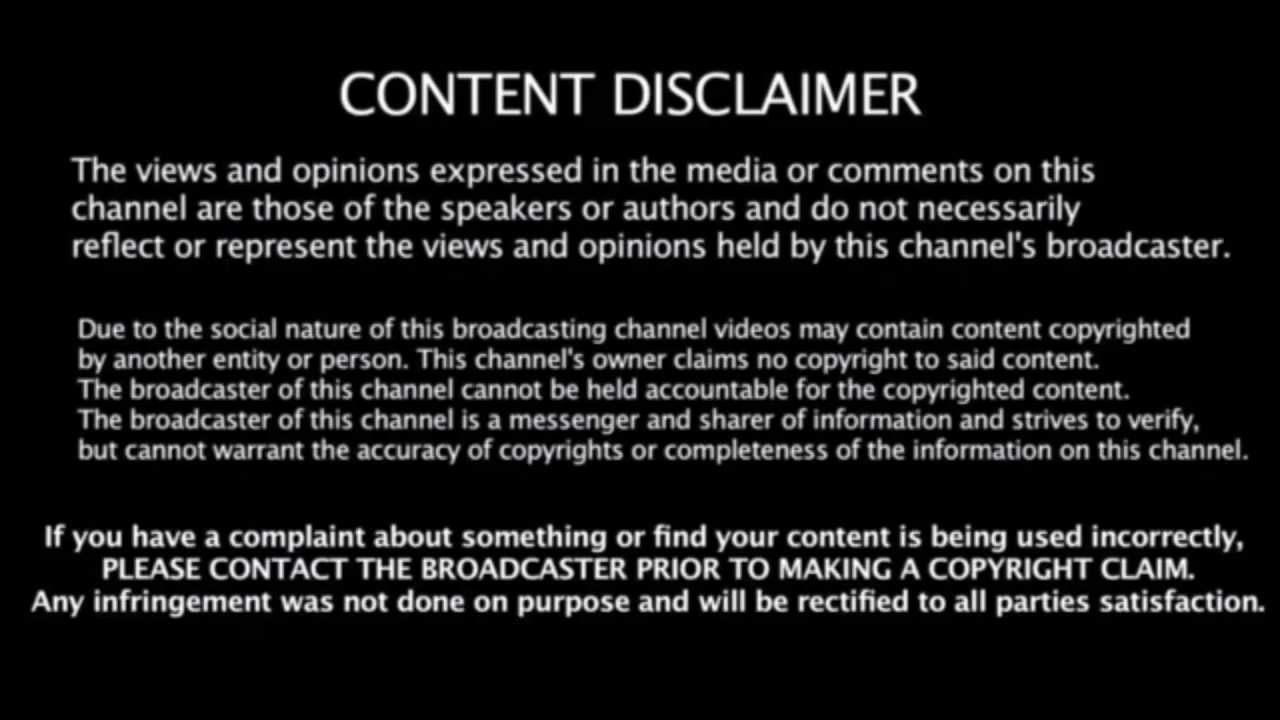 CONTENT DISCLAIMER
The views and opinions expressed in the media or comments on this
channel are those of the speakers or authors and do not necessarily
reflect or represent the views and opinions held by this channel's broadcaster.
Due to the social nature of this broadcasting channel videos may contain content copyrighted
by another entity or person. This channel's owner claims no copyright to said content.
The broadcaster of this channel cannot be held accountable for the copyrighted content.
The broadcaster of this channel is a messenger and sharer of information and strives to verify,
but cannot warrant the accuracy of copyrights or completeness of the information on this channel.
If you have a complaint about something or find your content is being used incorrectly,
PLEASE CONTACT THE BROADCASTER PRIOR TO MAKING A COPYRIGHT CLAIM.
Any infringement was not done on purpose and will be rectified to all parties satisfaction.